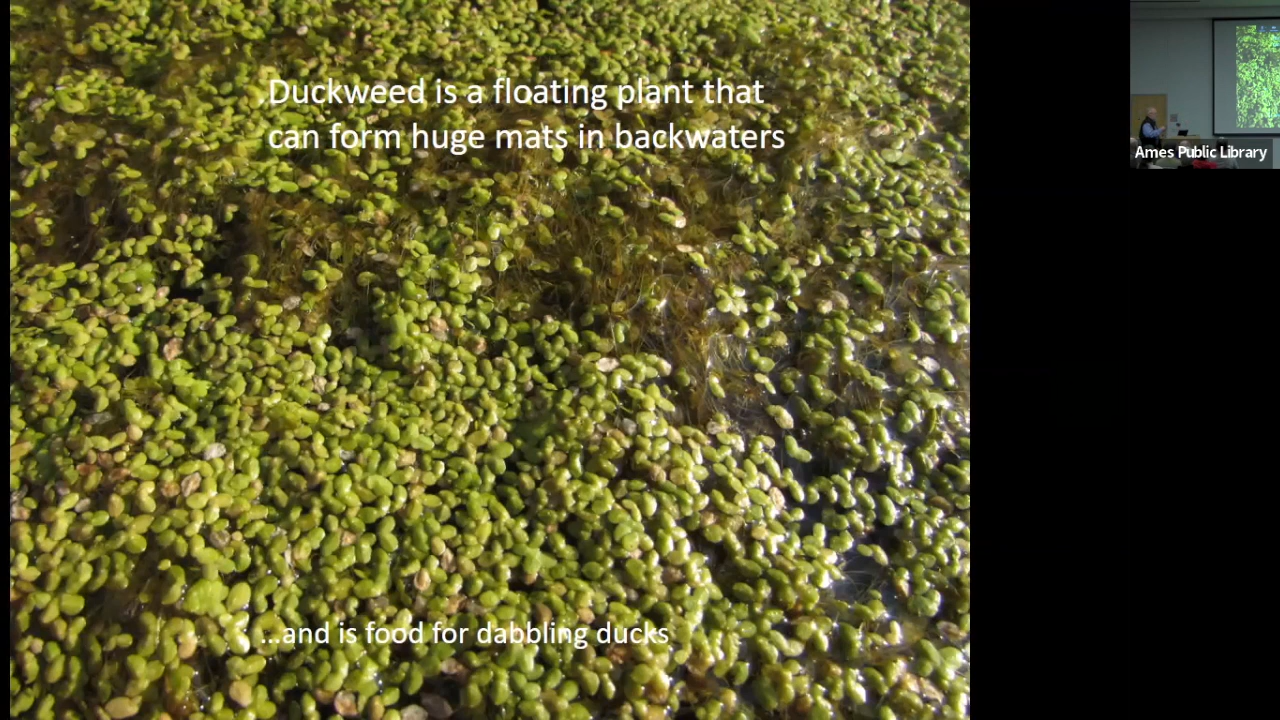 .Duckweed is a floating plant that
can form huge mats in backwaters
...and is food for dabbling ducks
Ames Public Library